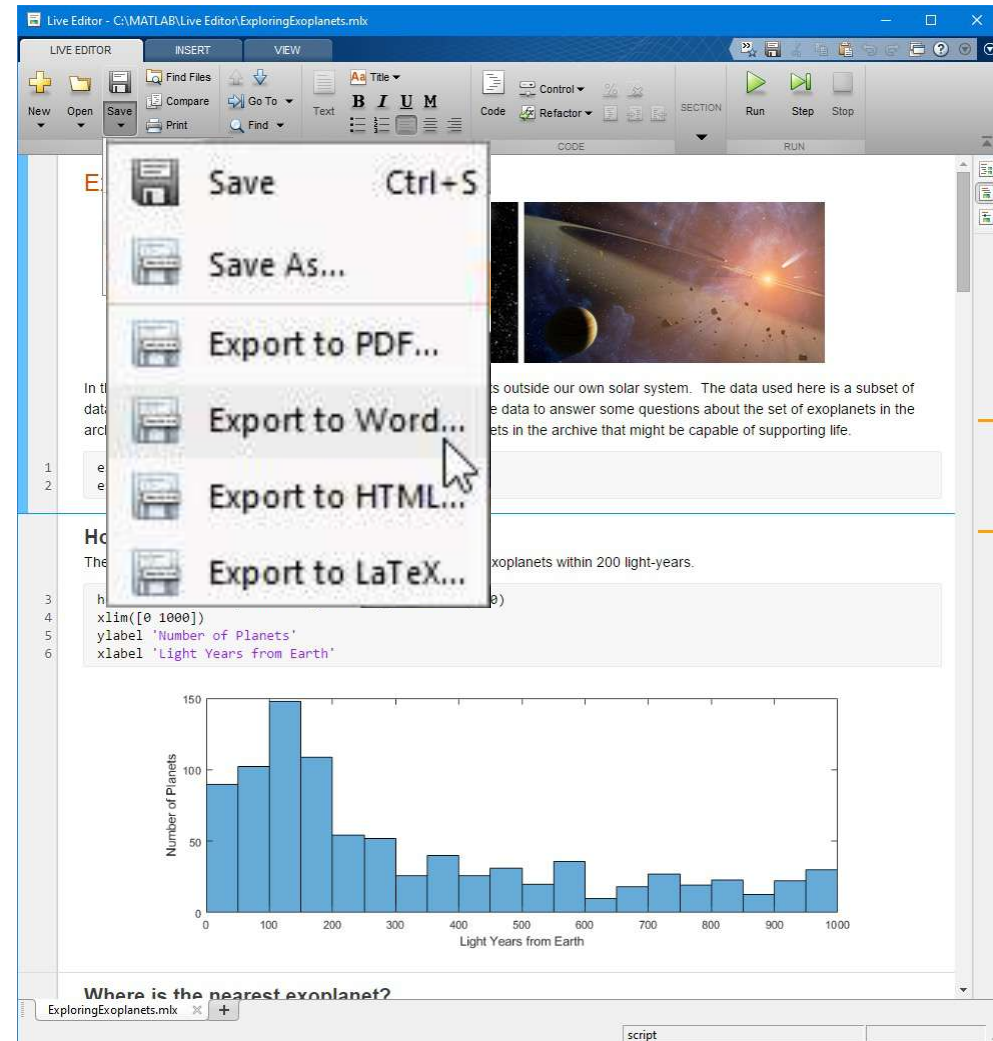 Live Editor - C:\MATLAB\Live Editor\ExploringExoplanets.mlx
LIVE EDITOR INSERT VIEW
New Open Save Find Files Compare Print Go To Find Text Aa Title B I U M Code Control Refactor SECTION Run Step Stop
CODE RUN
Save Ctrl+S
Save As...
Export to PDF...
Export to Word...
Export to HTML...
Export to LaTeX...
s outside our own solar system. The data used here is a subset of
e data to answer some questions about the set of exoplanets in the
ets in the archive that might be capable of supporting life.
1 e
2 e
Ho
The xoplanets within 200 light-years.
3 h 0)
4 xlim([0 1000])
5 ylabel 'Number of Planets'
6 xlabel 'Light Years from Earth'
150
100
50
0
Number of Planets
0 100 200 300 400 500 600 700 800 900 1000
Light Years from Earth
Where is the nearest exoplanet?
ExploringExoplanets.mlx
script